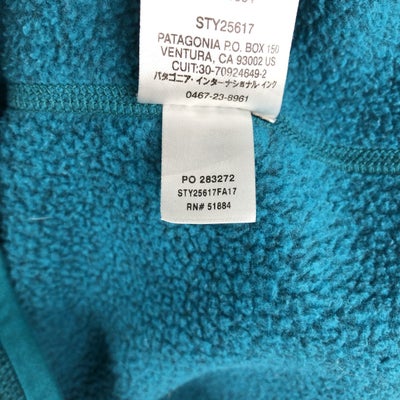 STY25617
PATAGONIA P.O. BOX 150
VENTURA, CA 93002 US
CUIT:30-70924649-2
パタゴニア・インターナショナル インク
0467-23-8961
PO 283272
STY25617FA17
RN# 51884